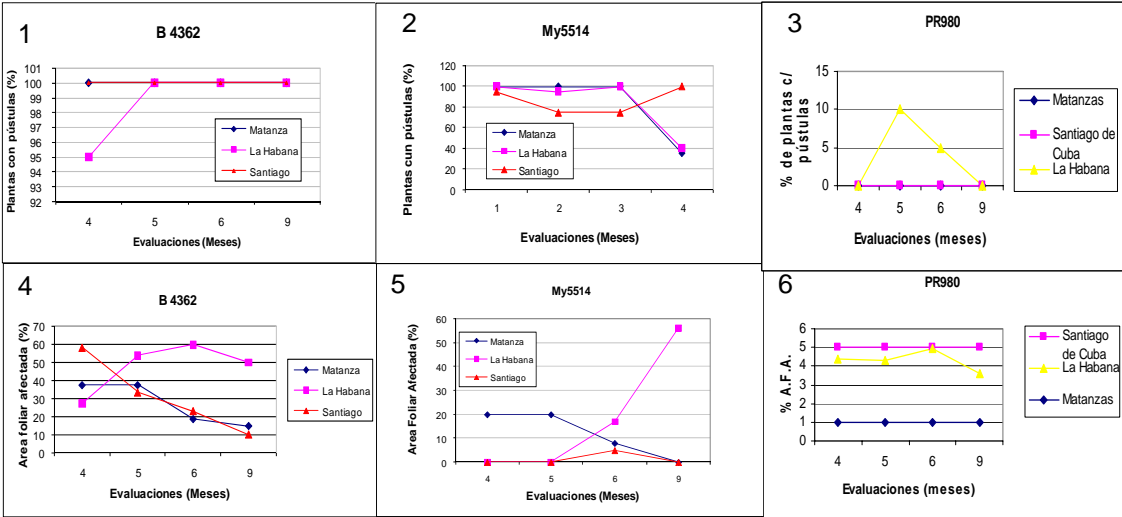 1
B 4362
Plantas con pústulas (%)
101
100
99
98
97
96
95
94
93
92
4 5 6 9
Matanza
La Habana
Santiago
Evaluaciones (Meses)
2
My5514
Plantas cun pústulas (%)
120
100
80
60
40
20
0
1 2 3 4
Matanza
La Habana
Santiago
Evaluaciones (Meses)
3
PR980
% de plantas c/
pústulas
15
10
5
0
4 5 6 9
Matanzas
Santiago de
Cuba
La Habana
Evaluaciones (meses)
4
B 4362
Area foliar afectada (%)
70
60
50
40
30
20
10
0
4 5 6 9
Matanza
La Habana
Santiago
Evaluaciones (Meses)
5
My5514
Area Foliar Afectada (%)
60
50
40
30
20
10
0
4 5 6 9
Matanza
La Habana
Santiago
Evaluaciones (Meses)
6
PR980
% A.F.A.
6
5
4
3
2
1
0
4 5 6 9
Santiago
de Cuba
La Habana
Matanzas
Evaluaciones (meses)